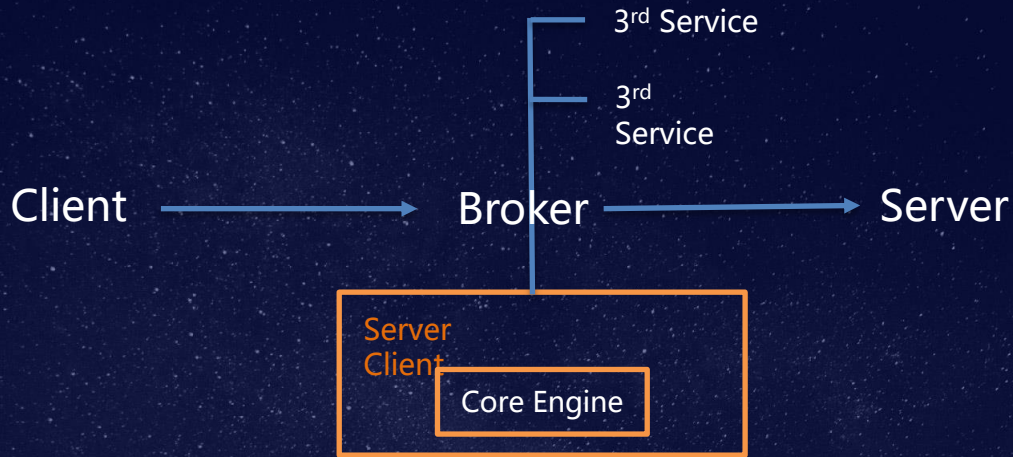 3rd Service
3rd
Service
Client
Broker
Server
Server
Client
Core Engine